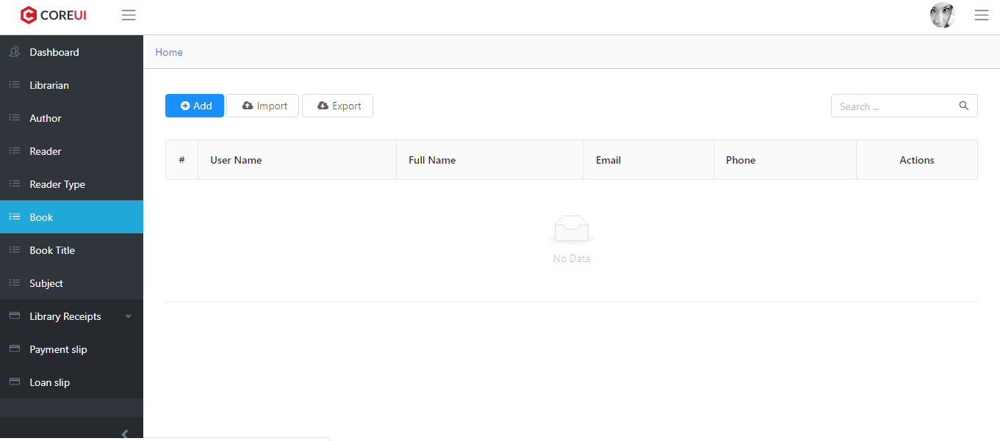 COREUI
Dashboard
Librarian
Author
Reader
Reader Type
Book
Book Title
Subject
Library Receipts
Payment slip
Loan slip
Home
Add Import Export Search ...
# User Name Full Name Email Phone Actions
No Data